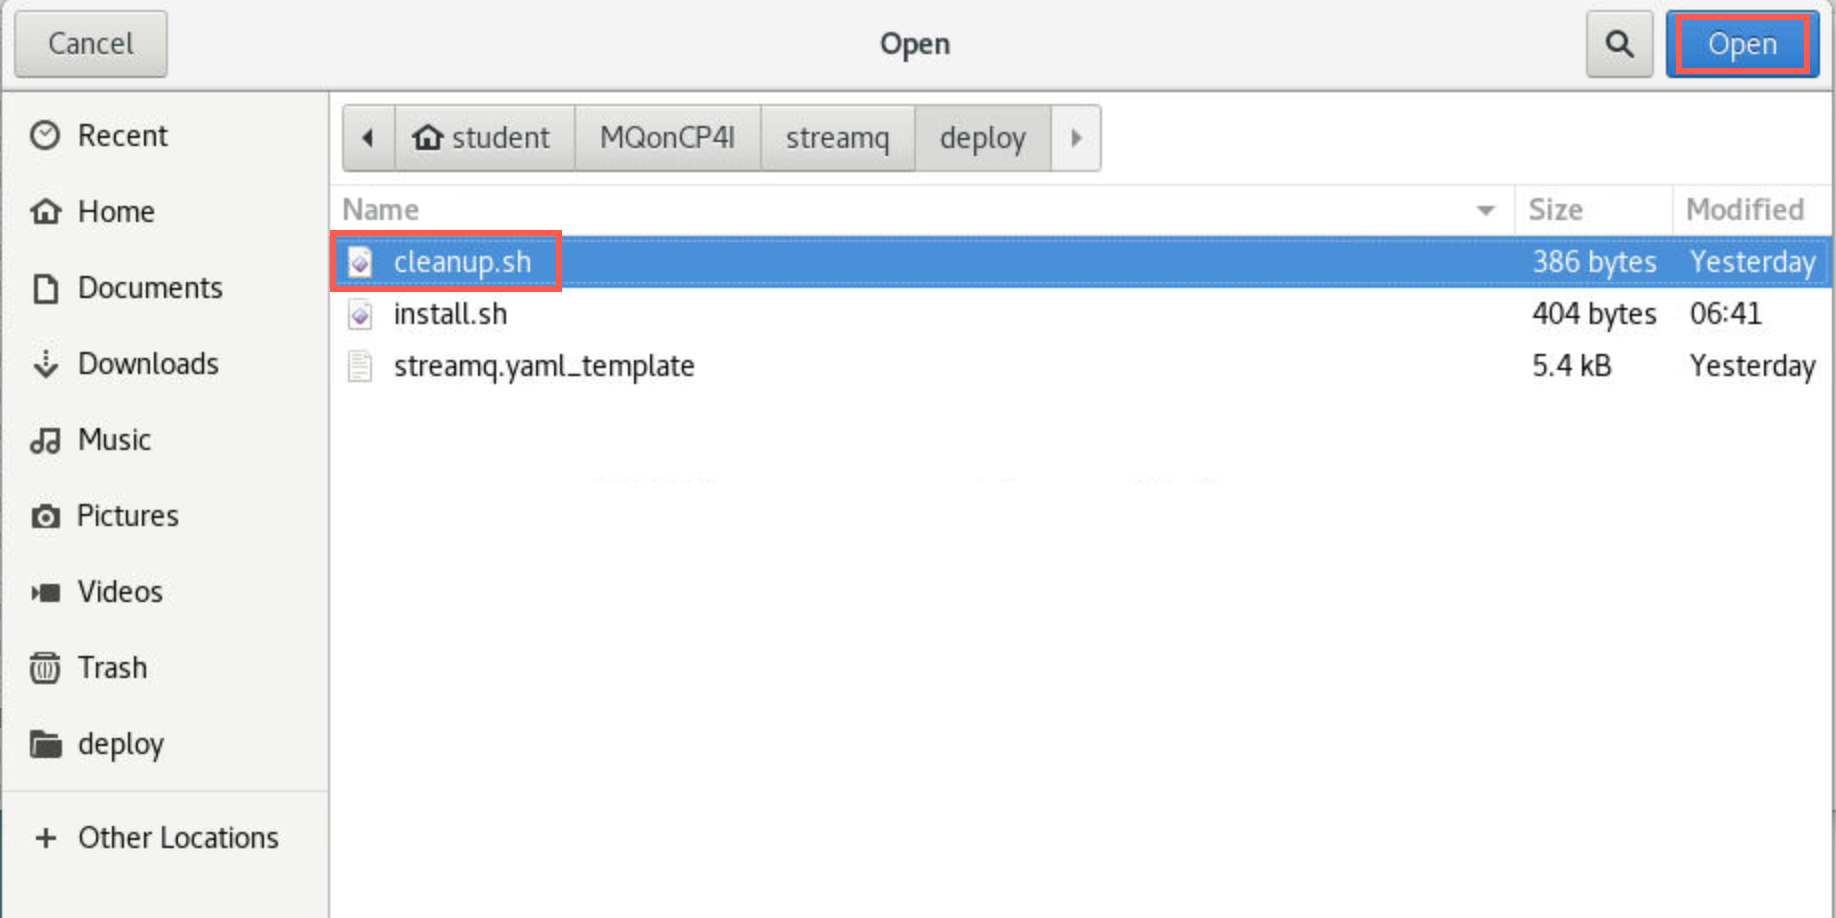 Cancel Open Open
Recent
Home
Documents
Downloads
Music
Pictures
Videos
Trash
deploy
Other Locations
student MQonCP4I streamq deploy
Name Size Modified
cleanup.sh 386 bytes Yesterday
install.sh 404 bytes 06:41
streamq.yaml_template 5.4 kB Yesterday